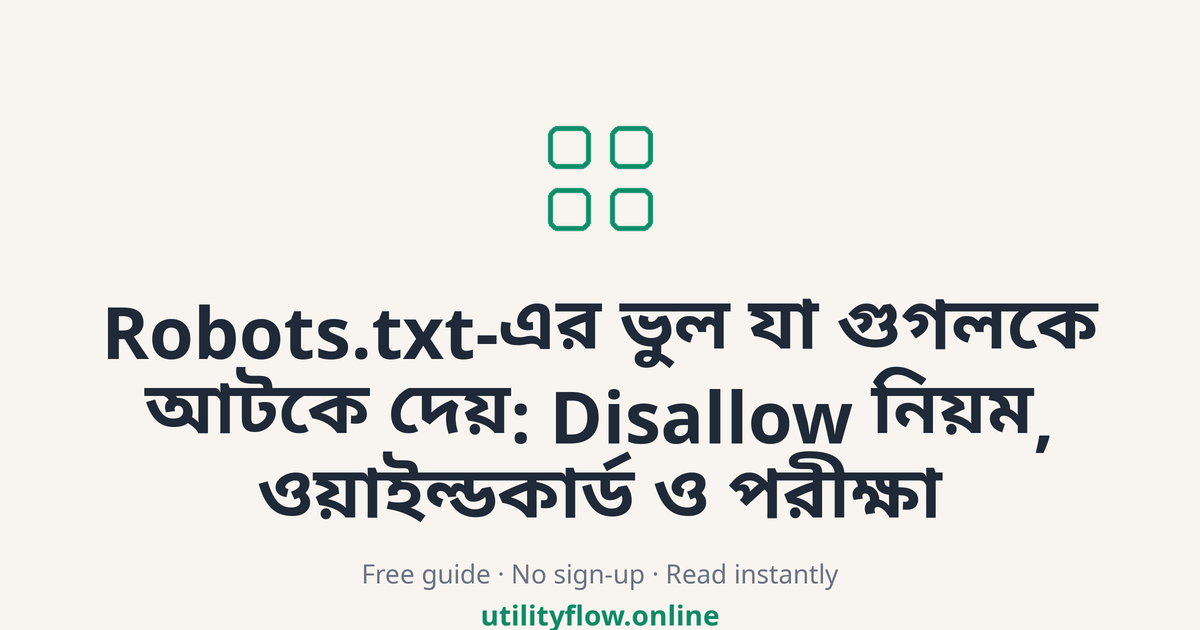 Robots.txt-এর ভুল যা গুগলকে
আটকে দেয়: Disallow নিয়ম,
ওয়াইল্ডকার্ড ও পরীক্ষা
Free guide · No sign-up · Read instantly
utilityflow.online